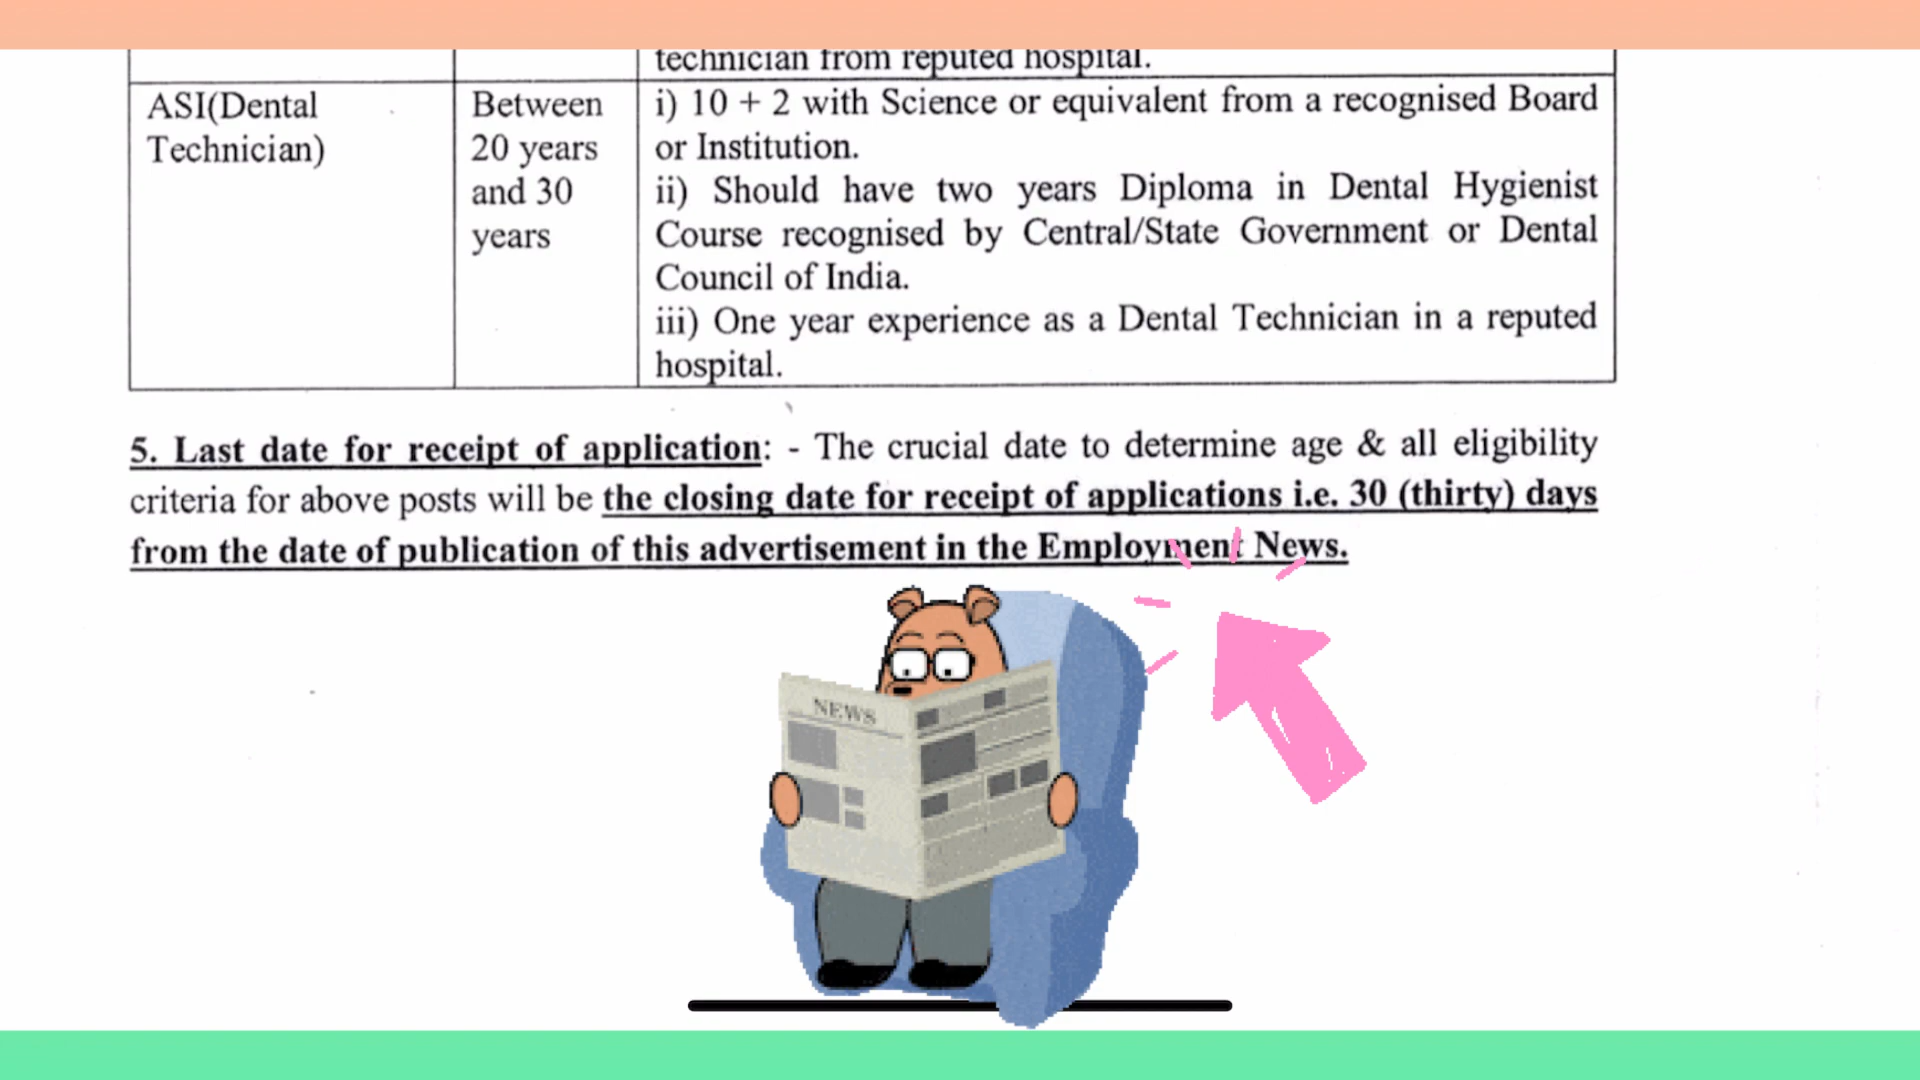 technician from reputed hospital.
ASI(Dental
Technician)
Between
20 years
and 30
years
i) 10 + 2 with Science or equivalent from a recognised Board
or Institution.
ii) Should have two years Diploma in Dental Hygienist
Course recognised by Central/State Government or Dental
Council of India.
iii) One year experience as a Dental Technician in a reputed
hospital.
5. Last date for receipt of application: - The crucial date to determine age & all eligibility
criteria for above posts will be the closing date for receipt of applications i.e. 30 (thirty) days
from the date of publication of this advertisement in the Employment News.
NEWS